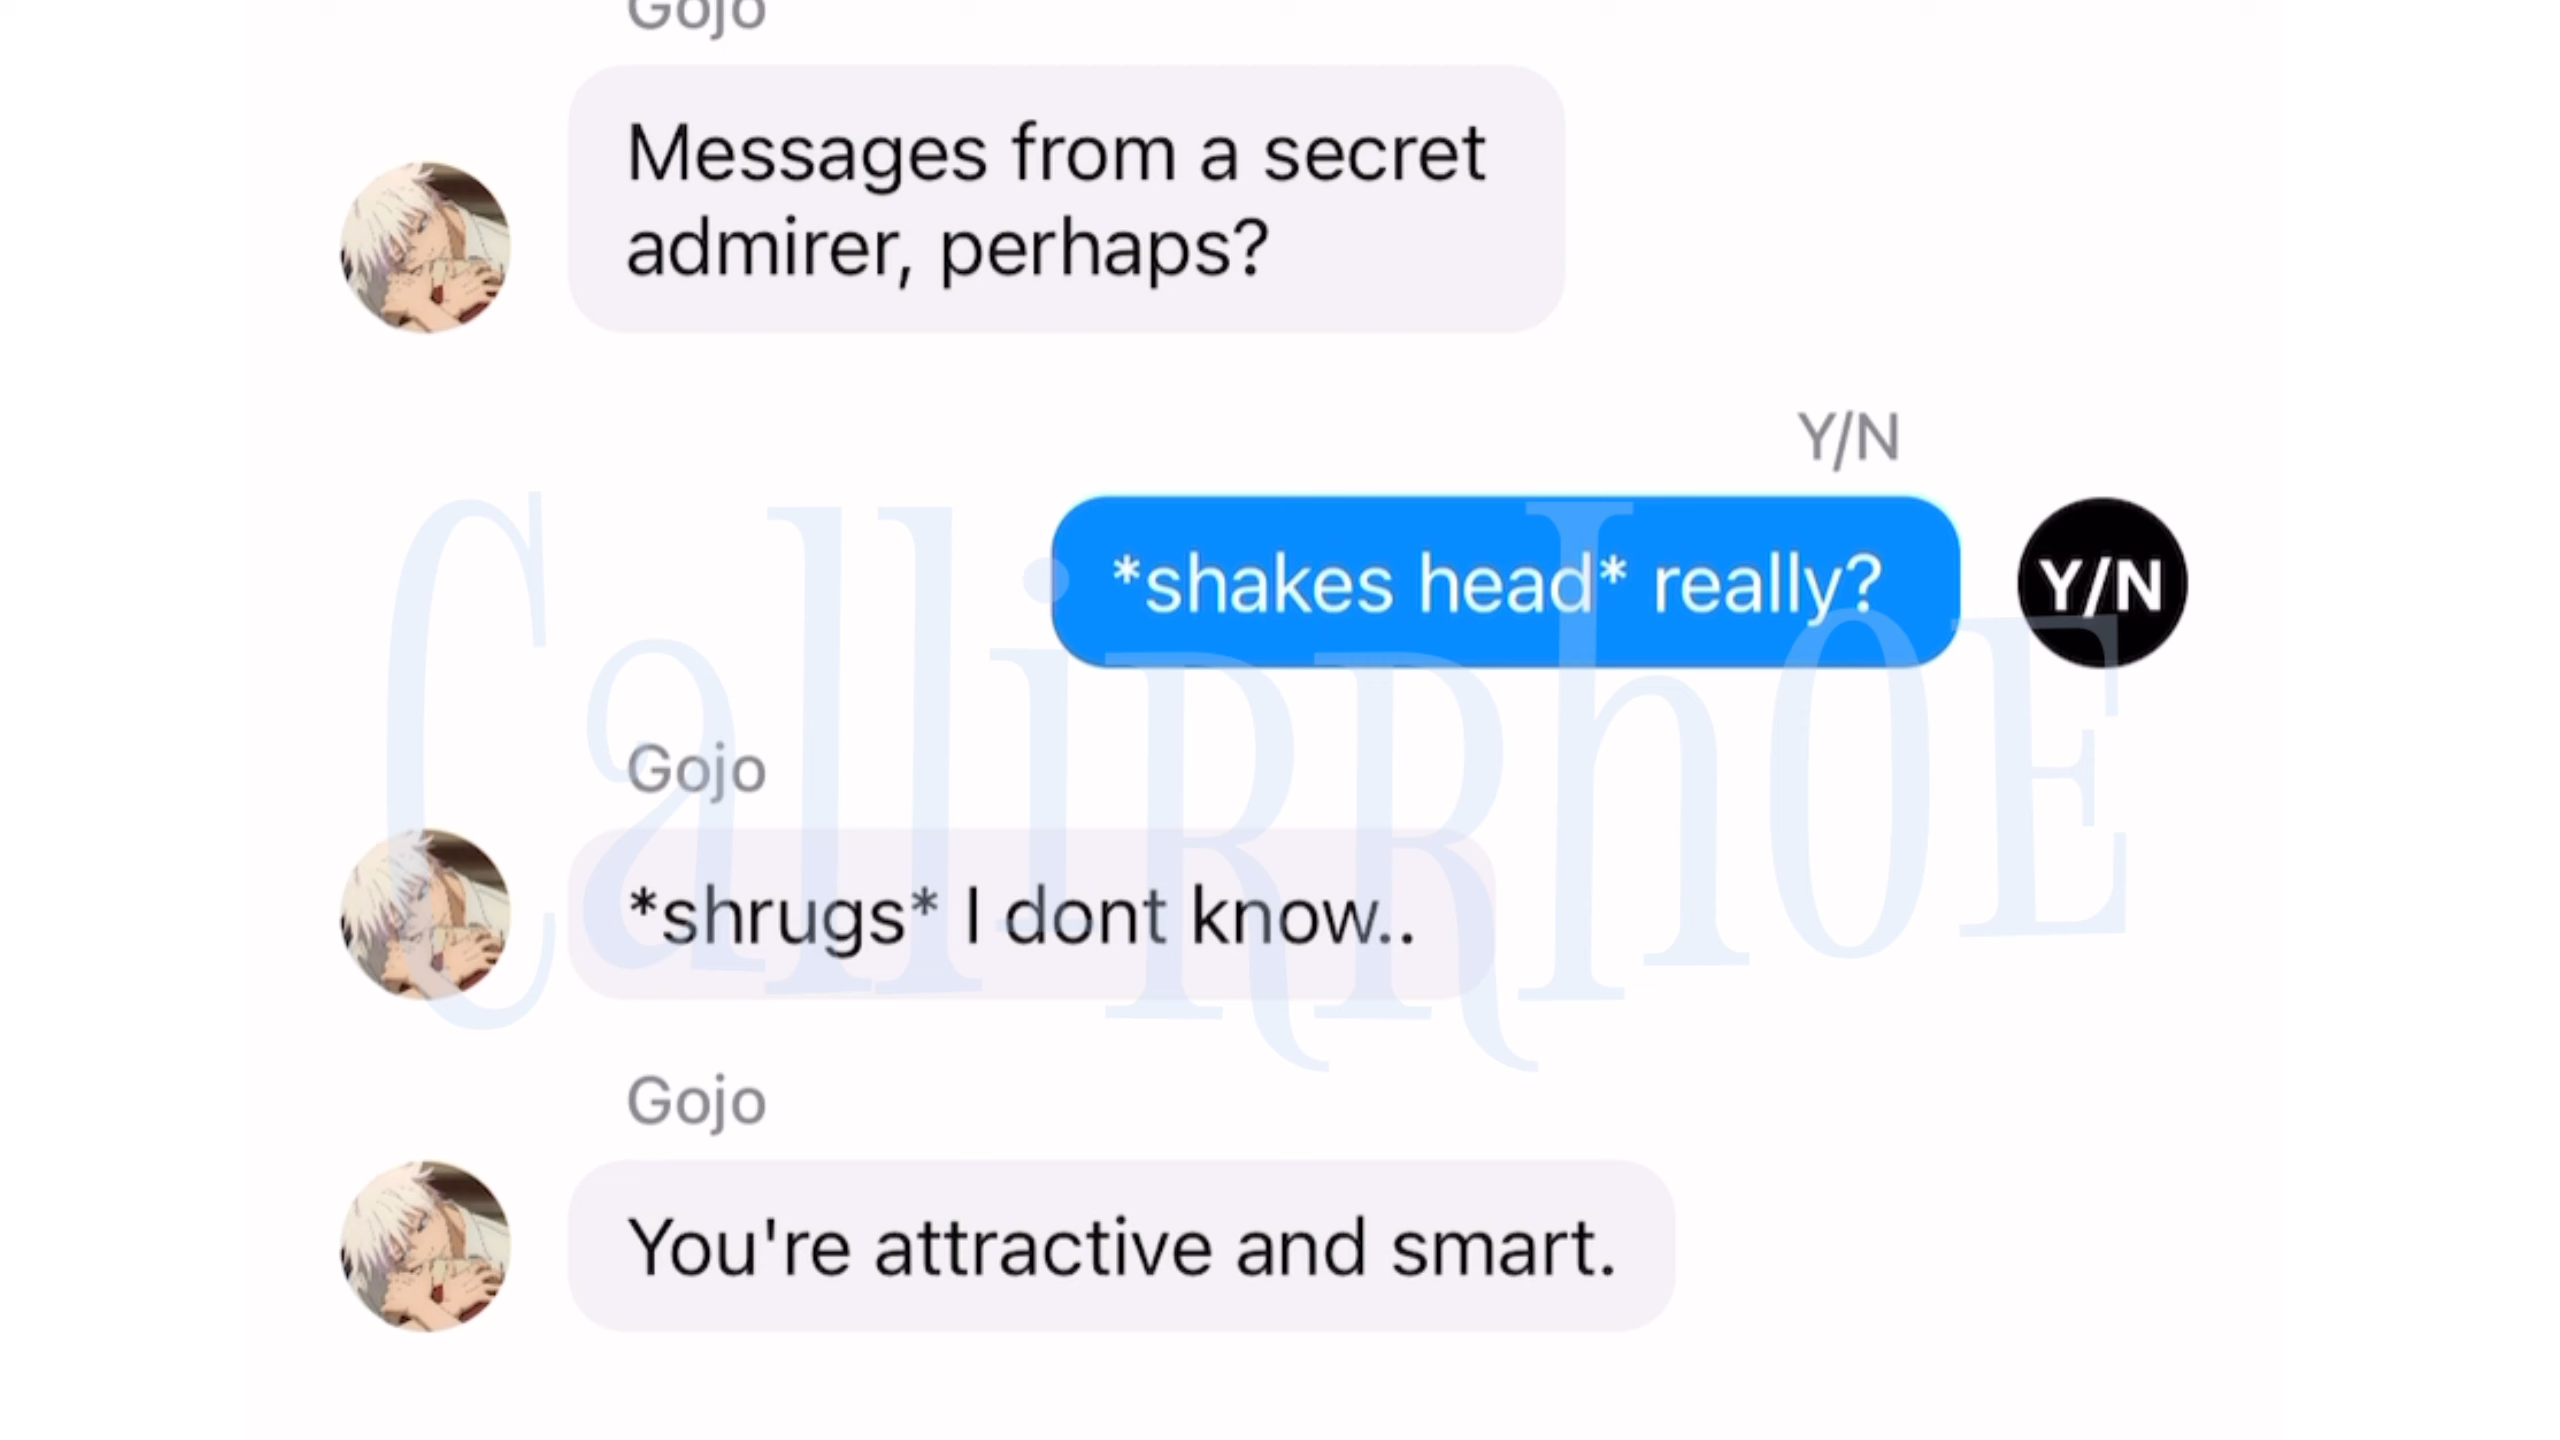 Gojo
Messages from a secret
admirer, perhaps?
Y/N
*shakes head* really?
Y/N
CalliRRhOE
Gojo
*shrugs* I dont know..
Gojo
You're attractive and smart.